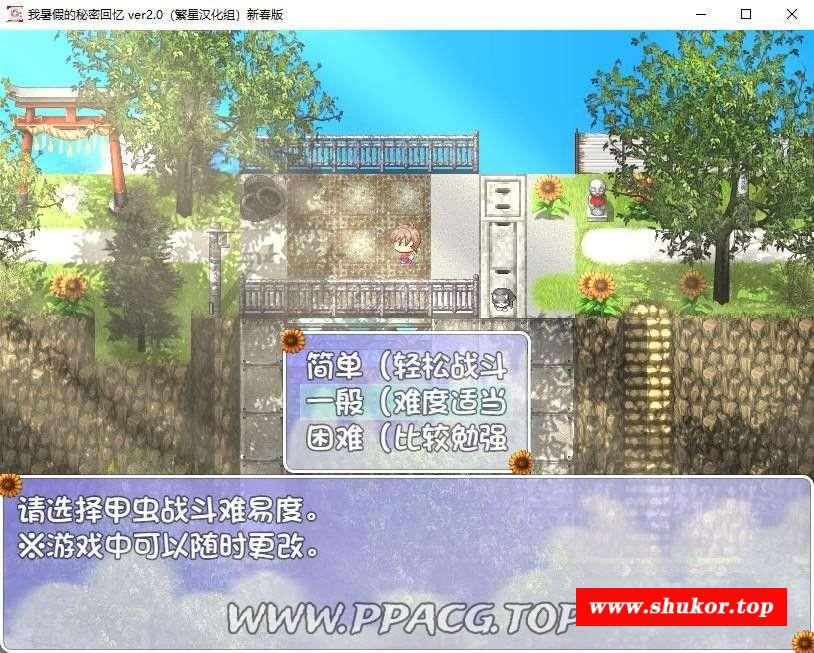 我暑假的秘密回忆 ver2.0（繁星汉化组）新春版
简单（轻松战斗
一般（难度适当
困难（比较勉强
请选择甲虫战斗难易度。
※游戏中可以随时更改。
WWW.PPACG.TOP
www.shukor.top